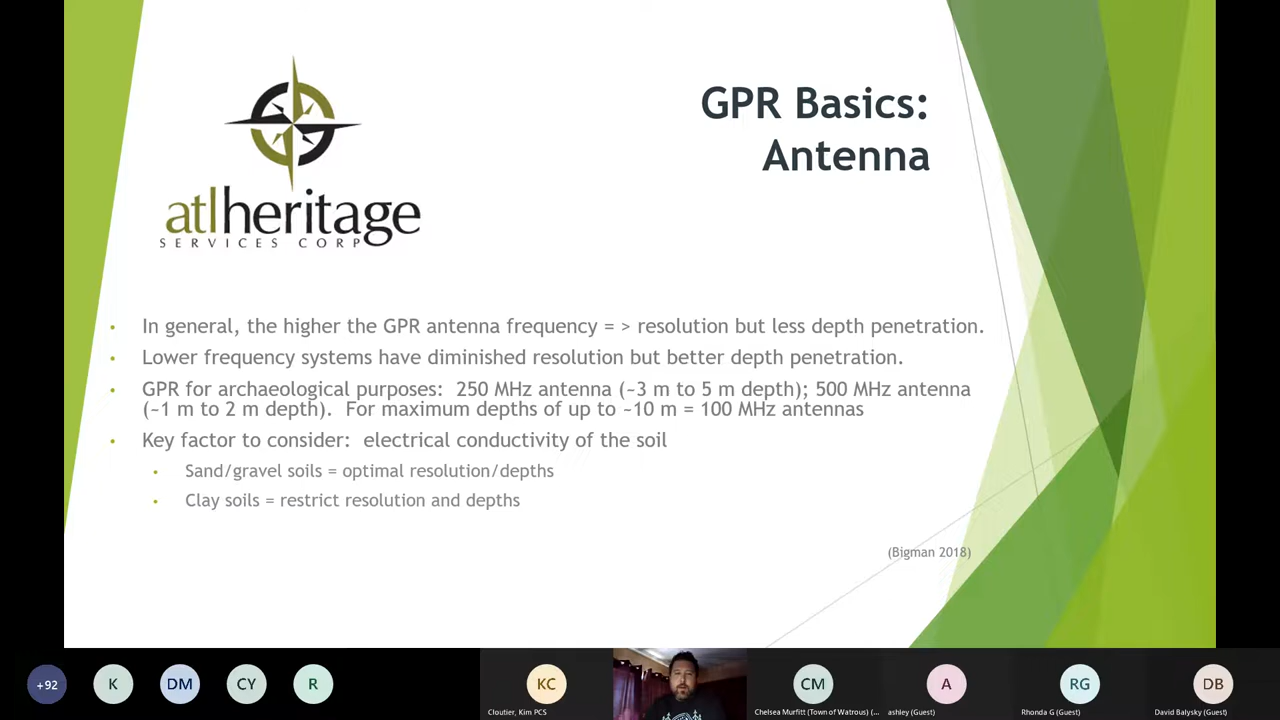 GPR Basics:
Antenna
atlheritage
SERVICES CORP
• In general, the higher the GPR antenna frequency = > resolution but less depth penetration.
• Lower frequency systems have diminished resolution but better depth penetration.
• GPR for archaeological purposes: 250 MHz antenna (~3 m to 5 m depth); 500 MHz antenna
(~1 m to 2 m depth). For maximum depths of up to ~10 m = 100 MHz antennas
• Key factor to consider: electrical conductivity of the soil
• Sand/gravel soils = optimal resolution/depths
• Clay soils = restrict resolution and depths
(Bigman 2018)
+92 K DM CY R KC CM A RG DB
Cloutier, Kim PCS Chelsea Murfitt (Town of Watrous) (... ashley (Guest) Rhonda G (Guest) David Balysky (Guest)